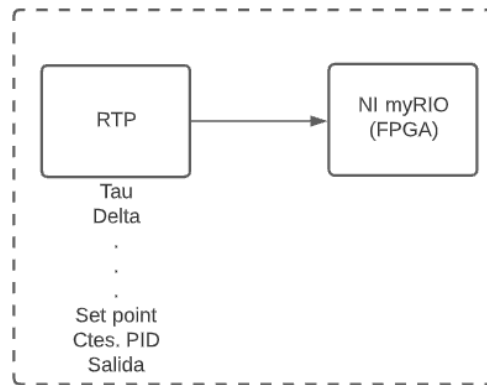 RTP
NI myRIO
(FPGA)
Tau
Delta
.
.
.
Set point
Ctes. PID
Salida